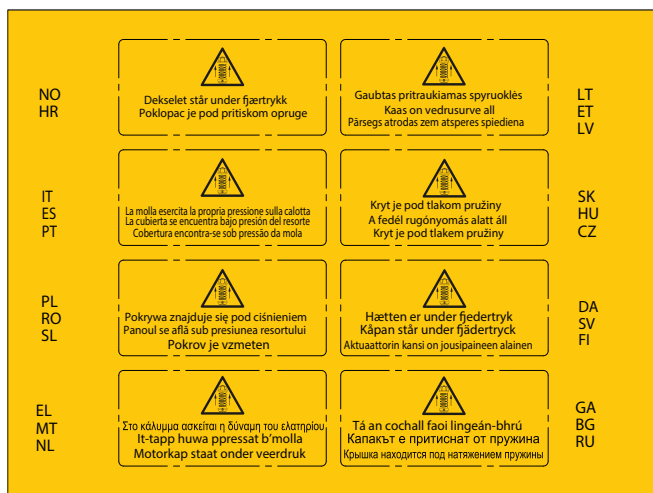 NO
HR
Dekselet står under fjærtrykk
Poklopac je pod pritiskom opruge
Gaubtas pritraukiamas spyruoklės
Kaas on vedrusurve all
Pārsegs atrodas zem atsperes spiediena
LT
ET
LV
IT
ES
PT
La molla esercita la propria pressione sulla calotta
La cubierta se encuentra bajo presión del resorte
Cobertura encontra-se sob pressão da mola
Kryt je pod tlakom pružiny
A fedél rugónyomás alatt áll
Kryt je pod tlakem pružiny
SK
HU
CZ
PL
RO
SL
Pokrywa znajduje się pod ciśnieniem
Panoul se află sub presiunea resortului
Pokrov je vzmeten
Hætten er under fjedertryk
Kåpan står under fjädertryck
Aktuaattorin kansi on jousipaineen alainen
DA
SV
FI
EL
MT
NL
Στο κάλυμμα ασκείται η δύναμη του ελατηρίου
It-tapp huwa ppressat b'molla
Motorkap staat onder veerdruk
Tá an cochall faoi lingeán-bhrú
Капакът е притиснат от пружина
Крышка находится под натяжением пружины
GA
BG
RU